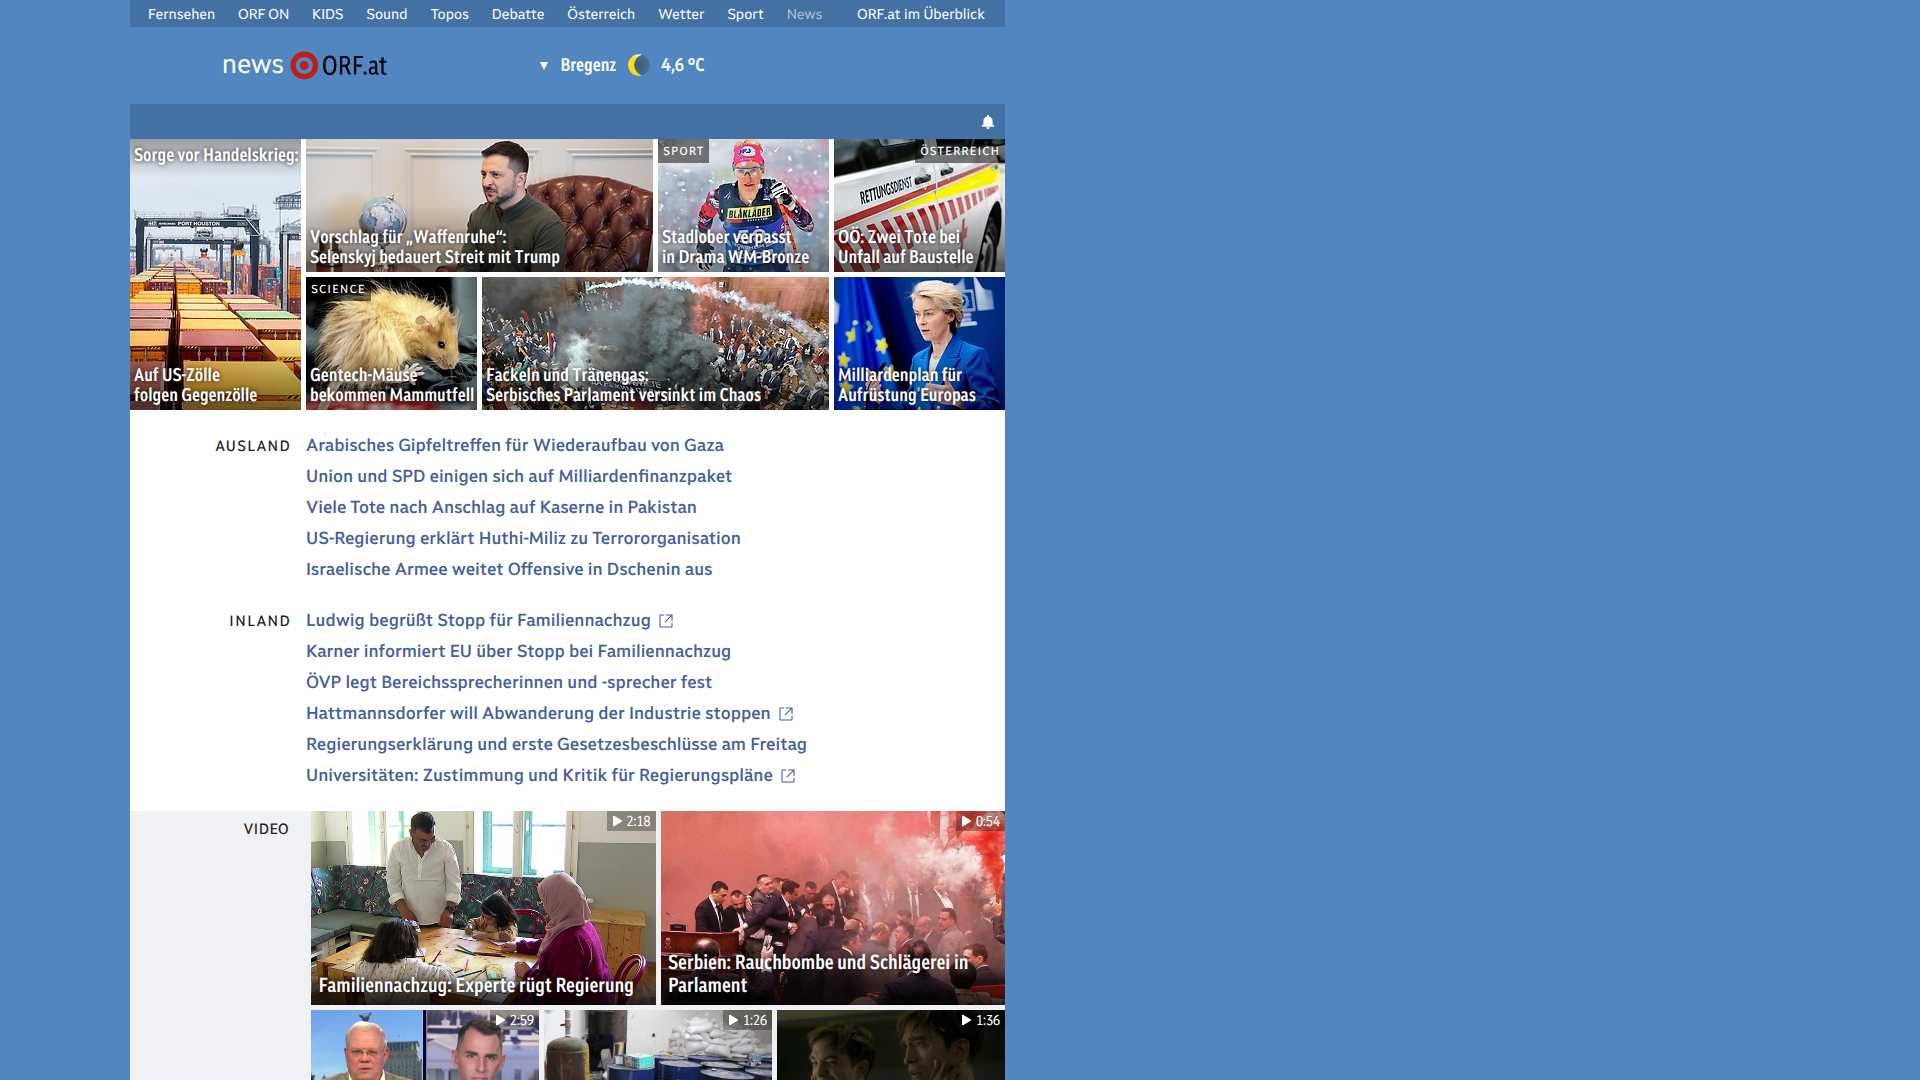 Fernsehen ORF ON KIDS Sound Topos Debatte Österreich Wetter Sport News ORF.at im Überblick
news ORF.at
Bregenz 4,6 °C
Sorge vor Handelskrieg:
PORT HOUSTON
Auf US-Zölle
folgen Gegenzölle
Vorschlag für „Waffenruhe“:
Selenskyj bedauert Streit mit Trump
SPORT
BLÅKLÄDER
Stadlober verpasst
in Drama WM-Bronze
ÖSTERREICH
RETTUNGSDIENST
OÖ: Zwei Tote bei
Unfall auf Baustelle
SCIENCE
Gentech-Mäuse
bekommen Mammutfell
Fackeln und Tränengas:
Serbisches Parlament versinkt im Chaos
Milliardenplan für
Aufrüstung Europas
AUSLAND
Arabisches Gipfeltreffen für Wiederaufbau von Gaza
Union und SPD einigen sich auf Milliardenfinanzpaket
Viele Tote nach Anschlag auf Kaserne in Pakistan
US-Regierung erklärt Huthi-Miliz zu Terrororganisation
Israelische Armee weitet Offensive in Dschenin aus
INLAND
Ludwig begrüßt Stopp für Familiennachzug
Karner informiert EU über Stopp bei Familiennachzug
ÖVP legt Bereichssprecherinnen und -sprecher fest
Hattmannsdorfer will Abwanderung der Industrie stoppen
Regierungserklärung und erste Gesetzesbeschlüsse am Freitag
Universitäten: Zustimmung und Kritik für Regierungspläne
VIDEO
2:18
Familiennachzug: Experte rügt Regierung
0:54
Serbien: Rauchbombe und Schlägerei in
Parlament
2:59
1:26
1:36